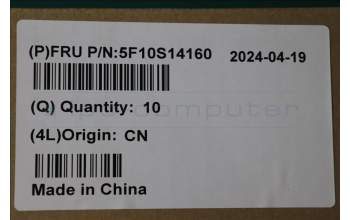 (P)FRU P/N:5F10S14160 2024-04-19
(Q) Quantity: 10
(4L)Origin: CN
Made in China